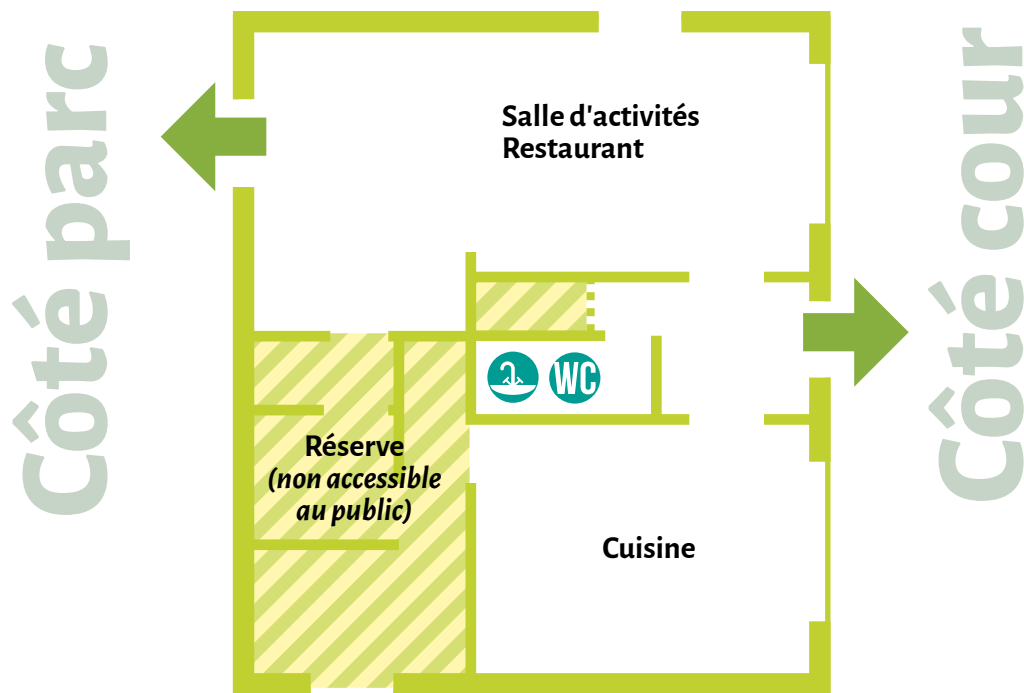 Côté parc
Salle d'activités
Restaurant
Côté cour
WC
Réserve
(non accessible
au public)
Cuisine